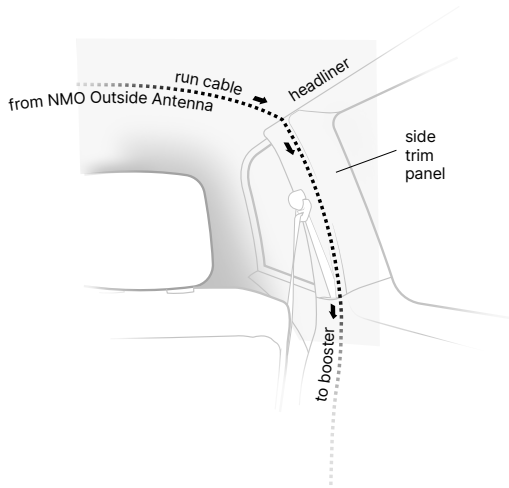 run cable
headliner
from NMO Outside Antenna
side
trim
panel
to booster